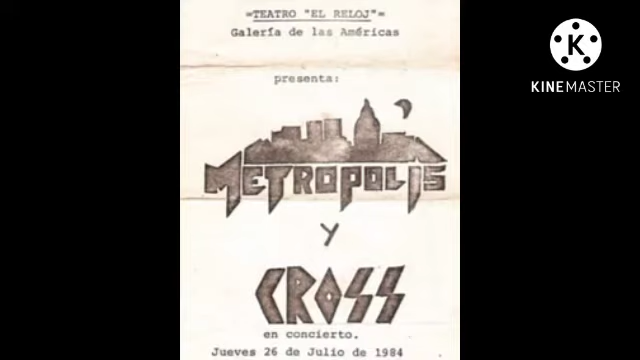 =TEATRO "EL RELOJ"=
Galería de las Américas
presenta:
METROPOLIS
Y
CROSS
en concierto.
Jueves 26 de Julio de 1984
K
KINEMASTER